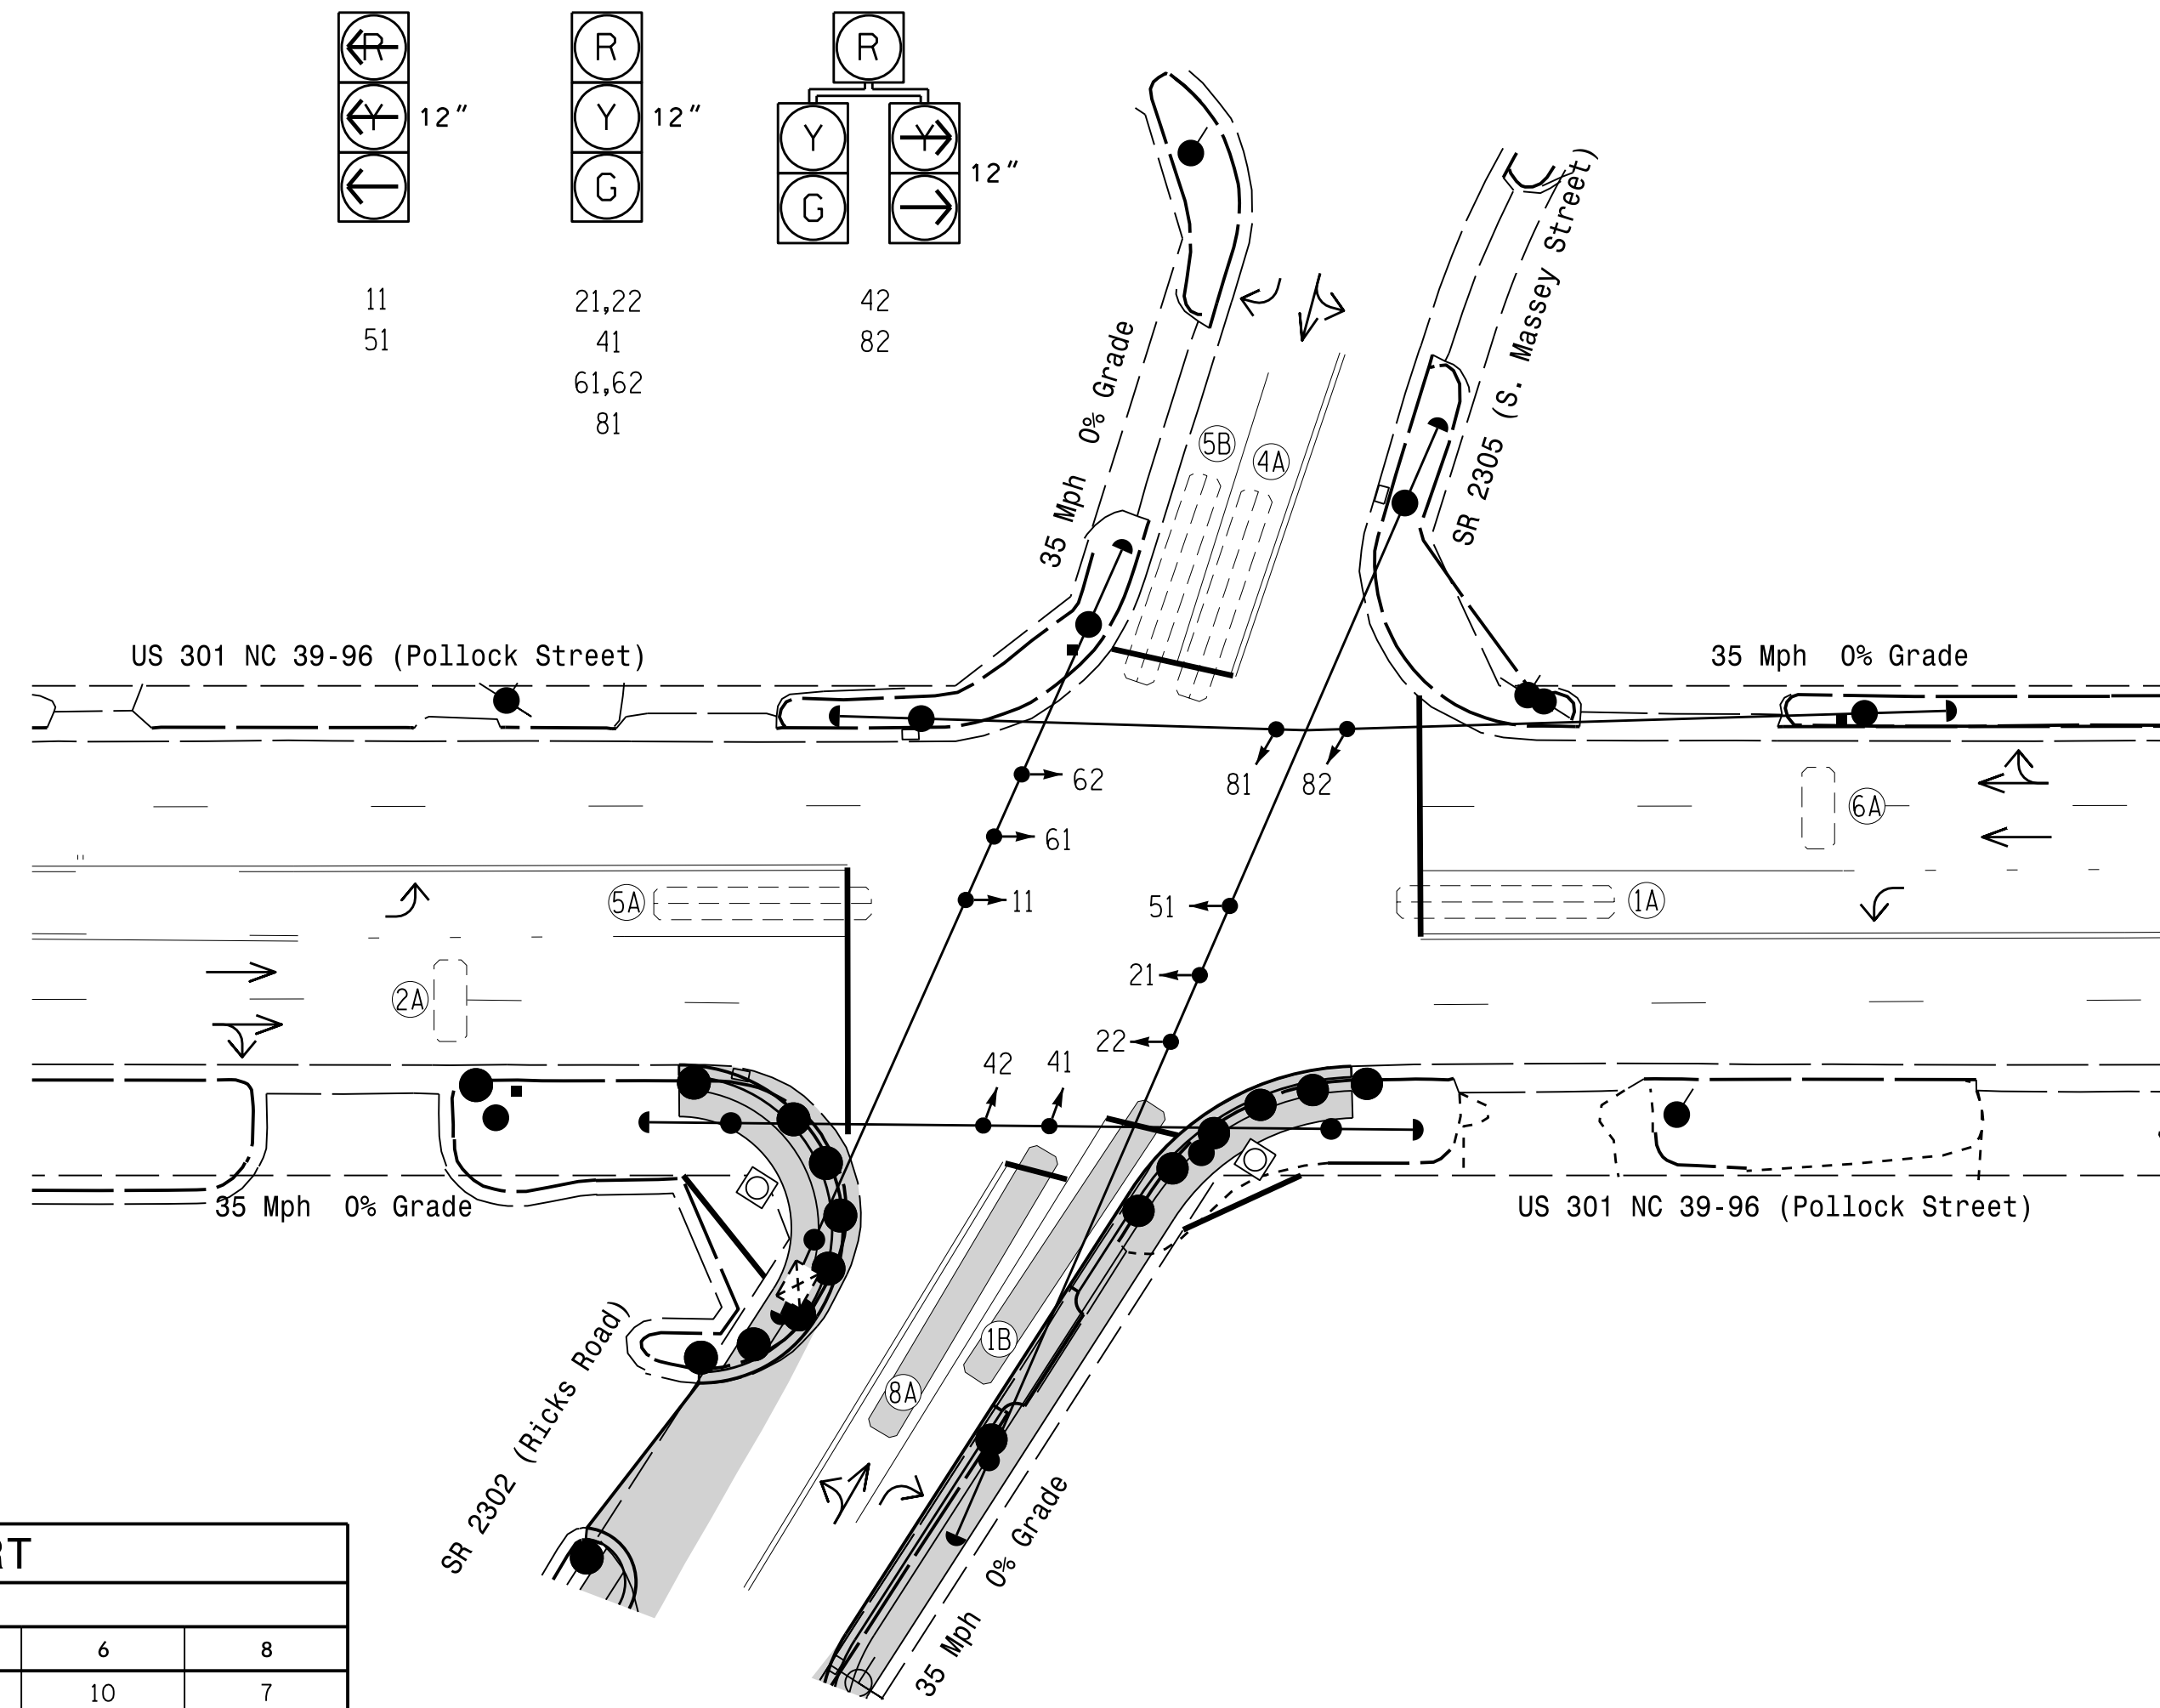 R
Y
12"
R
Y
G
12"
R
Y
Y
G
12"
11
51
21,22
41
61,62
81
42
82
35 Mph 0% Grade
SR 2305 (S. Massey Street)
5B
4A
US 301 NC 39-96 (Pollock Street)
35 Mph 0% Grade
62
81
82
61
6A
5A
11
51
1A
21
2A
22
42
41
35 Mph 0% Grade
US 301 NC 39-96 (Pollock Street)
1B
8A
SR 2302 (Ricks Road)
35 Mph 0% Grade
6
8
10
7